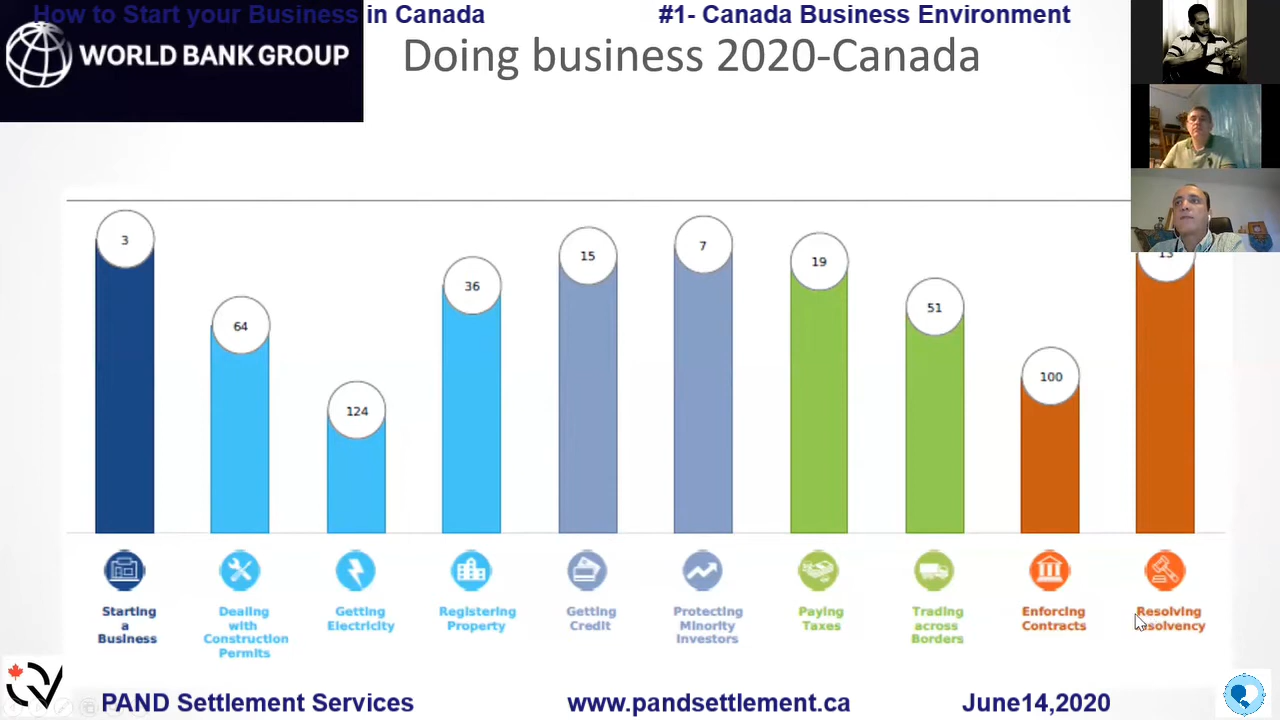 How to Start your Business in Canada
#1- Canada Business Environment
WORLD BANK GROUP
Doing business 2020-Canada
3
64
124
36
15
7
19
51
100
13
Starting
a
Business
Dealing
with
Construction
Permits
Getting
Electricity
Registering
Property
Getting
Credit
Protecting
Minority
Investors
Paying
Taxes
Trading
across
Borders
Enforcing
Contracts
Resolving
Insolvency
PAND Settlement Services
www.pandsettlement.ca
June14,2020